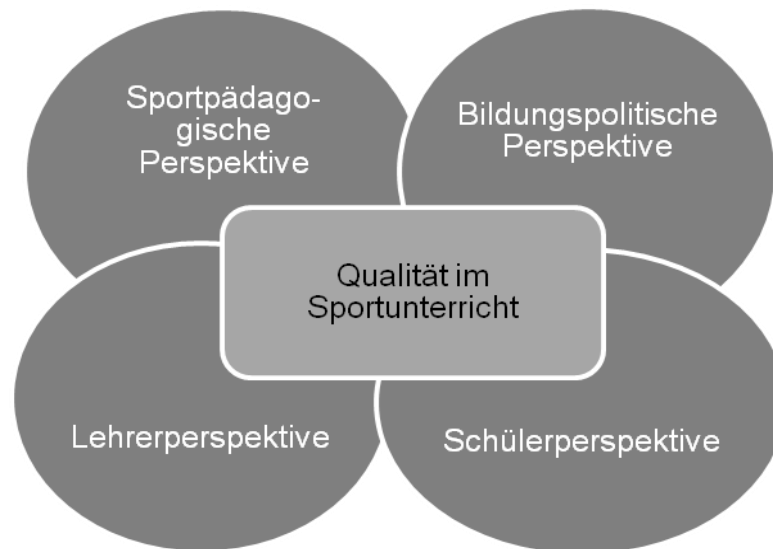 Sportpädago-
gische
Perspektive
Bildungspolitische
Perspektive
Qualität im
Sportunterricht
Lehrerperspektive
Schülerperspektive